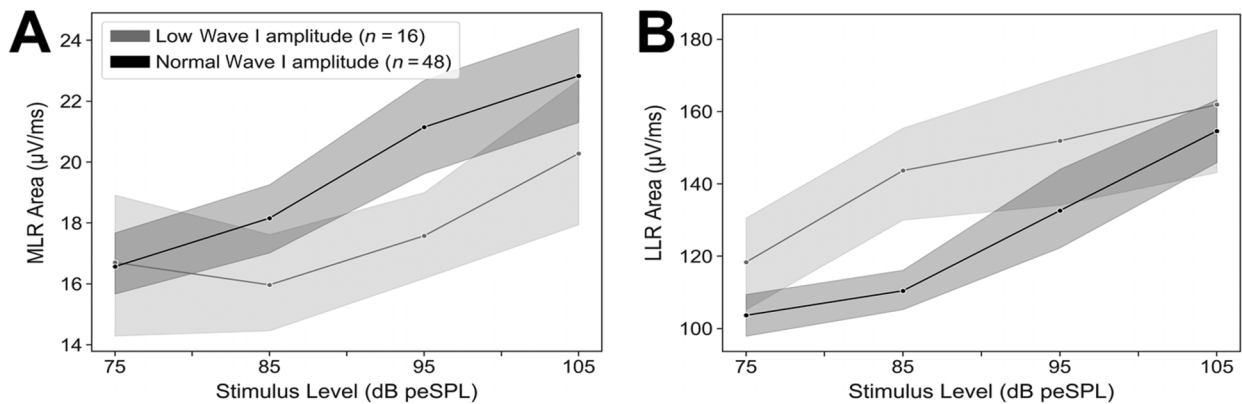 A
Low Wave I amplitude (n = 16)
Normal Wave I amplitude (n = 48)
MLR Area (µV/ms)
24
22
20
18
16
14
75 85 95 105
Stimulus Level (dB peSPL)
B
LLR Area (µV/ms)
180
160
140
120
100
75 85 95 105
Stimulus Level (dB peSPL)